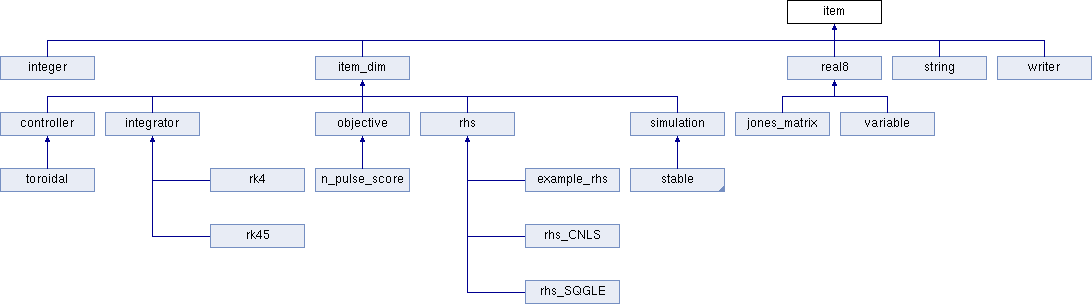 item
integer
item_dim
real8
string
writer
controller
integrator
objective
rhs
simulation
jones_matrix
variable
toroidal
rk4
n_pulse_score
example_rhs
stable
rk45
rhs_CNLS
rhs_SQGLE